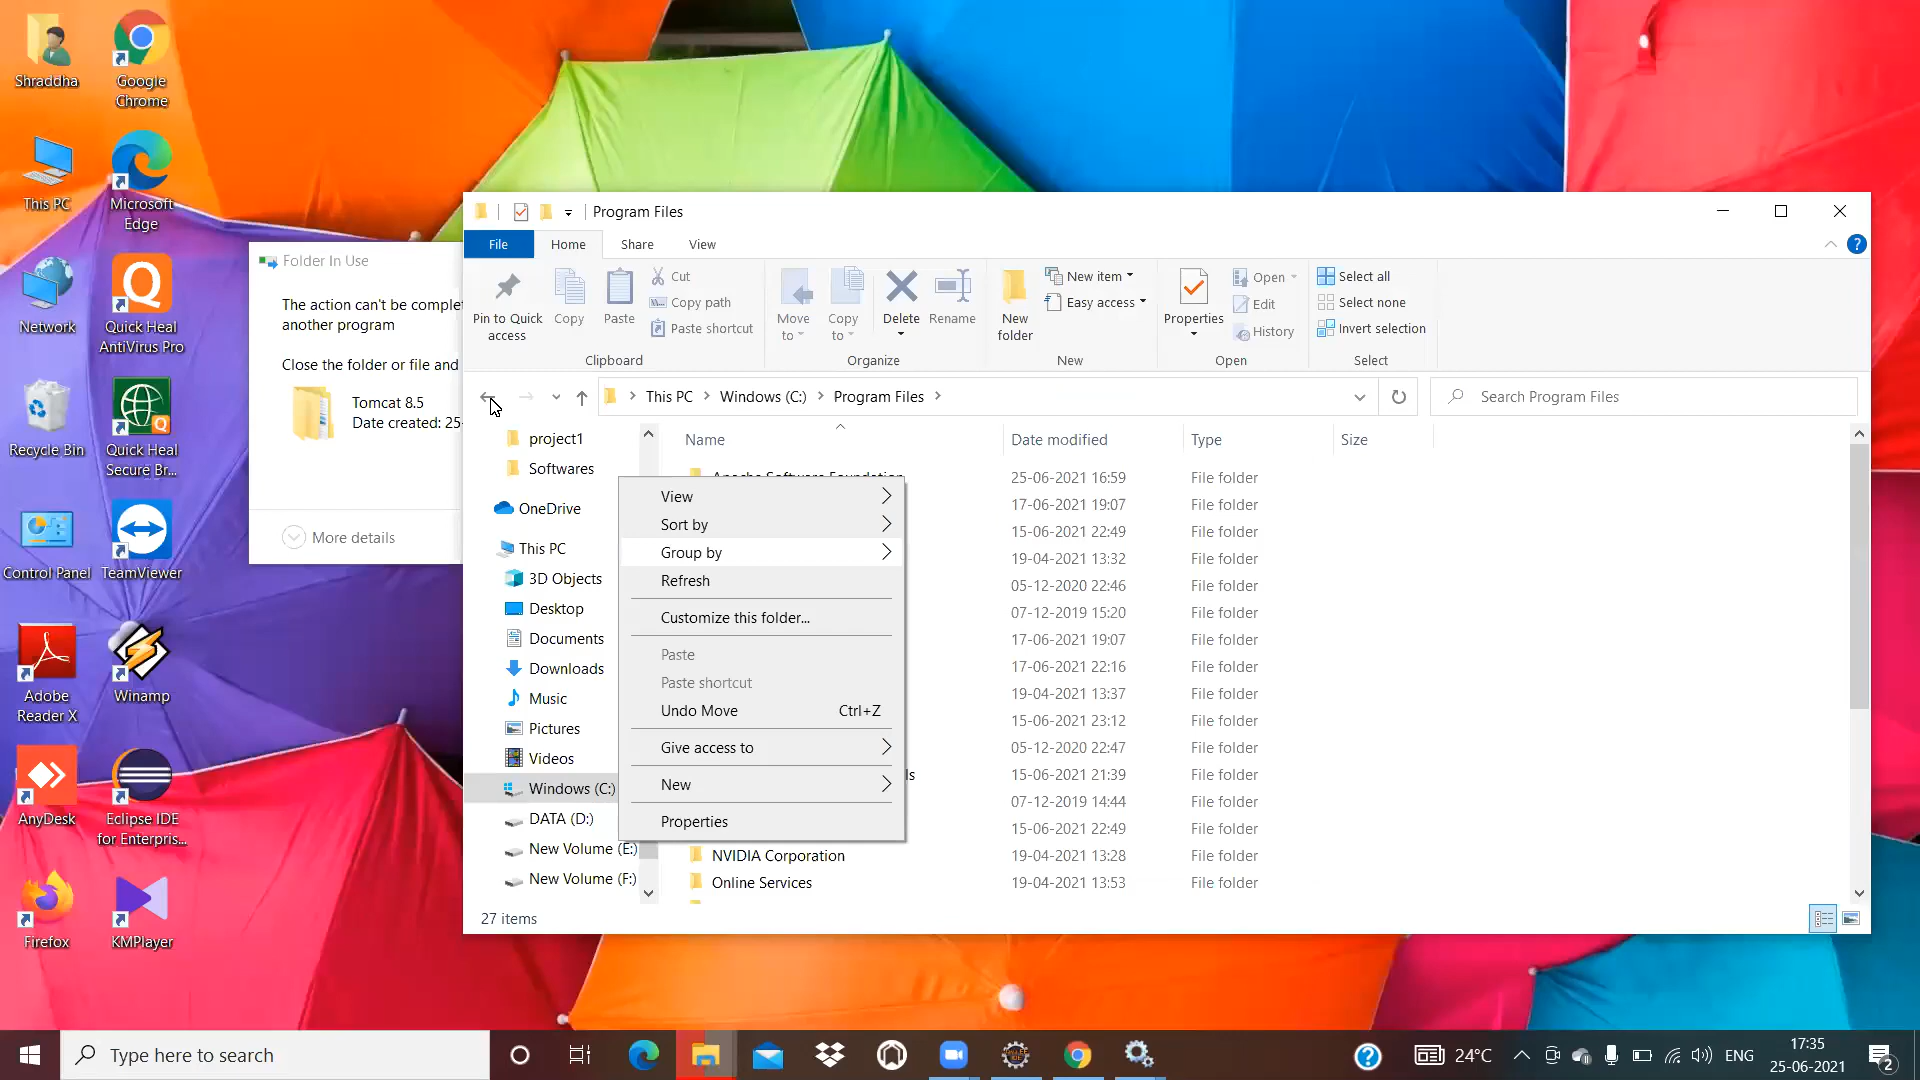 Shraddha
Google
Chrome
This PC
Microsoft
Edge
Network
Quick Heal
AntiVirus Pro
Recycle Bin
Quick Heal
Secure Br...
Control Panel
TeamViewer
Adobe
Reader X
Winamp
AnyDesk
Eclipse IDE
for Enterpris...
Firefox
KMPlayer
Folder In Use
The action can't be comple
another program
Close the folder or file and
Tomcat 8.5
Date created: 25-
More details
Program Files
File
Home
Share
View
Pin to Quick
access
Copy
Paste
Cut
Copy path
Paste shortcut
Clipboard
Move
to
Copy
to
Delete
Rename
Organize
New
folder
New item
Easy access
New
Properties
Open
Edit
History
Open
Select all
Select none
Invert selection
Select
This PC
Windows (C:)
Program Files
Search Program Files
project1
Softwares
OneDrive
This PC
3D Objects
Desktop
Documents
Downloads
Music
Pictures
Videos
Windows (C:)
DATA (D:)
New Volume (E:)
New Volume (F:)
Name
Date modified
Type
Size
Apache Software Foundation
25-06-2021 16:59 File folder
17-06-2021 19:07 File folder
15-06-2021 22:49 File folder
19-04-2021 13:32 File folder
05-12-2020 22:46 File folder
07-12-2019 15:20 File folder
17-06-2021 19:07 File folder
17-06-2021 22:16 File folder
19-04-2021 13:37 File folder
15-06-2021 23:12 File folder
05-12-2020 22:47 File folder
ls 15-06-2021 21:39 File folder
07-12-2019 14:44 File folder
15-06-2021 22:49 File folder
NVIDIA Corporation 19-04-2021 13:28 File folder
Online Services 19-04-2021 13:53 File folder
View
Sort by
Group by
Refresh
Customize this folder...
Paste
Paste shortcut
Undo Move Ctrl+Z
Give access to
New
Properties
27 items
Type here to search
24°C
ENG
17:35
25-06-2021
2